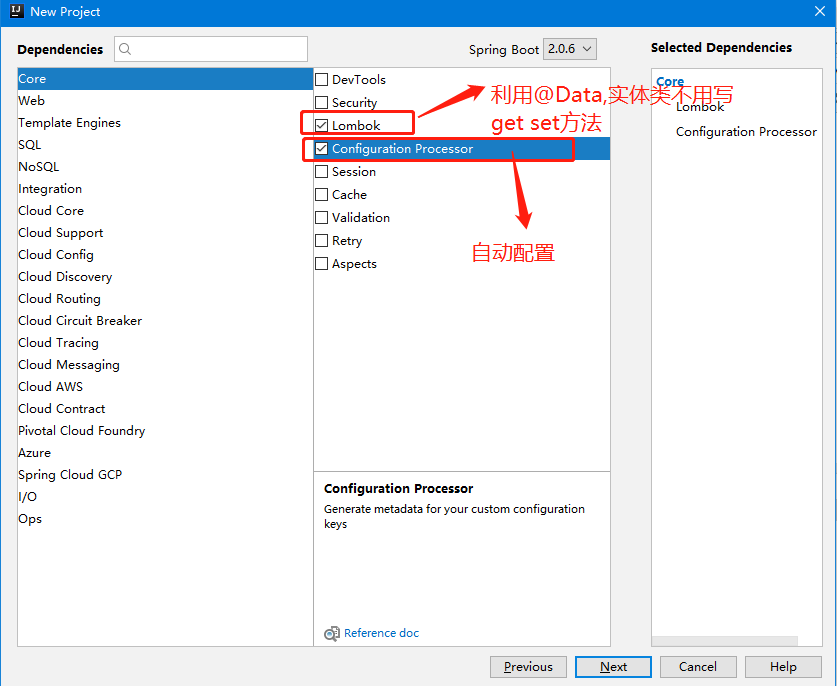 New Project
Dependencies
Spring Boot 2.0.6
Selected Dependencies
Core
Web
Template Engines
SQL
NoSQL
Integration
Cloud Core
Cloud Support
Cloud Config
Cloud Discovery
Cloud Routing
Cloud Circuit Breaker
Cloud Tracing
Cloud Messaging
Cloud AWS
Cloud Contract
Pivotal Cloud Foundry
Azure
Spring Cloud GCP
I/O
Ops
DevTools
Security
Lombok
Configuration Processor
Session
Cache
Validation
Retry
Aspects
利用@Data,实体类不用写
get set方法
自动配置
Configuration Processor
Generate metadata for your custom configuration
keys
Reference doc
Core
Lombok
Configuration Processor
Previous
Next
Cancel
Help